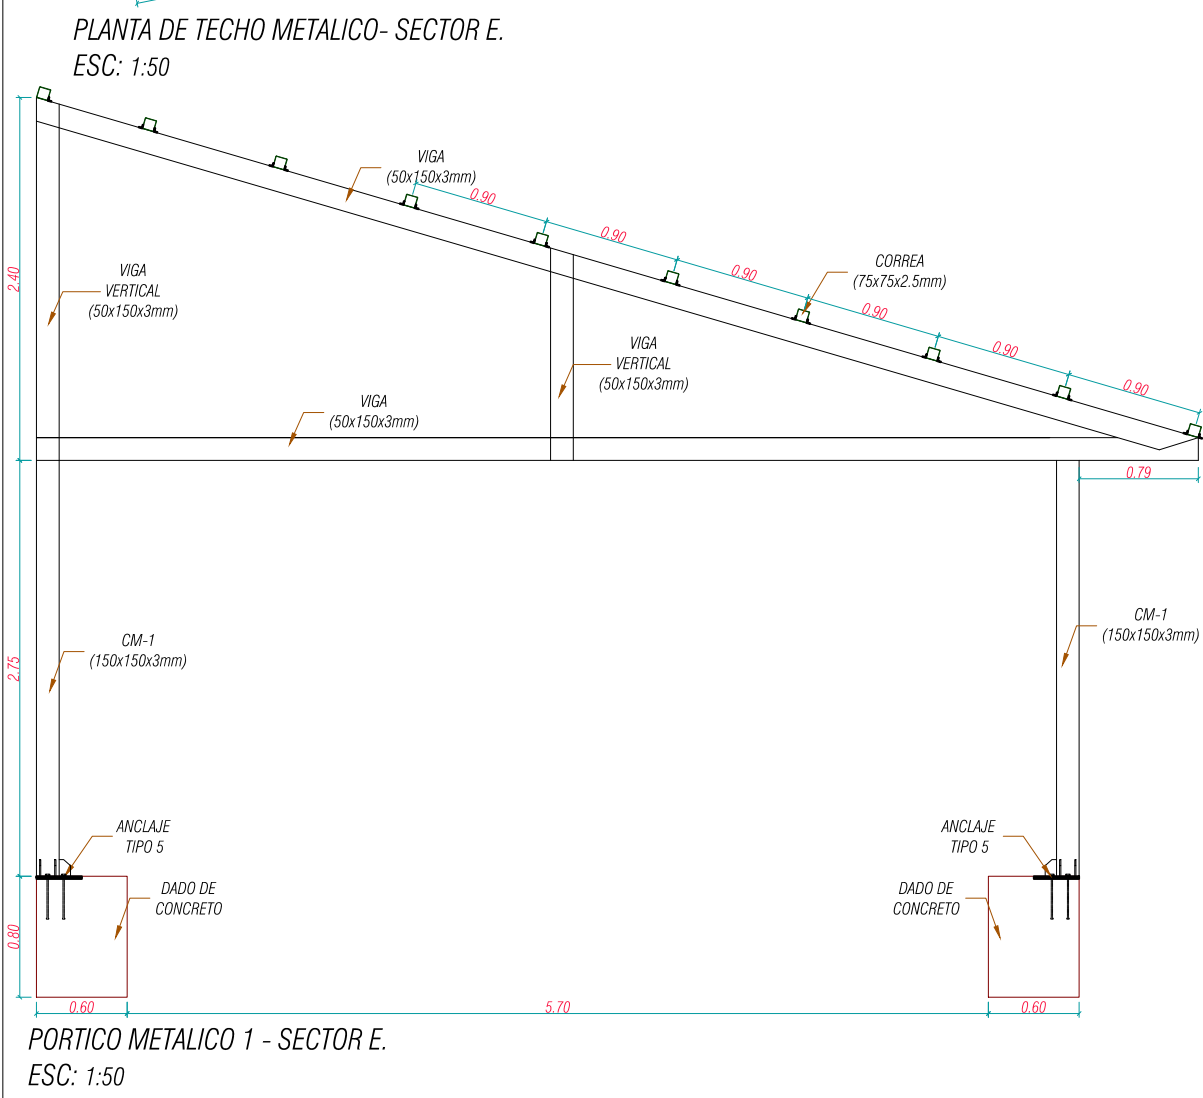 PLANTA DE TECHO METALICO- SECTOR E.
ESC: 1:50
VIGA
(50x150x3mm)
0.90
0.90
0.90
0.90
0.90
0.90
CORREA
(75x75x2.5mm)
2.40
VIGA
VERTICAL
(50x150x3mm)
VIGA
VERTICAL
(50x150x3mm)
VIGA
(50x150x3mm)
0.79
2.75
CM-1
(150x150x3mm)
CM-1
(150x150x3mm)
ANCLAJE
TIPO 5
ANCLAJE
TIPO 5
DADO DE
CONCRETO
DADO DE
CONCRETO
0.80
0.60
5.70
0.60
PORTICO METALICO 1 - SECTOR E.
ESC: 1:50